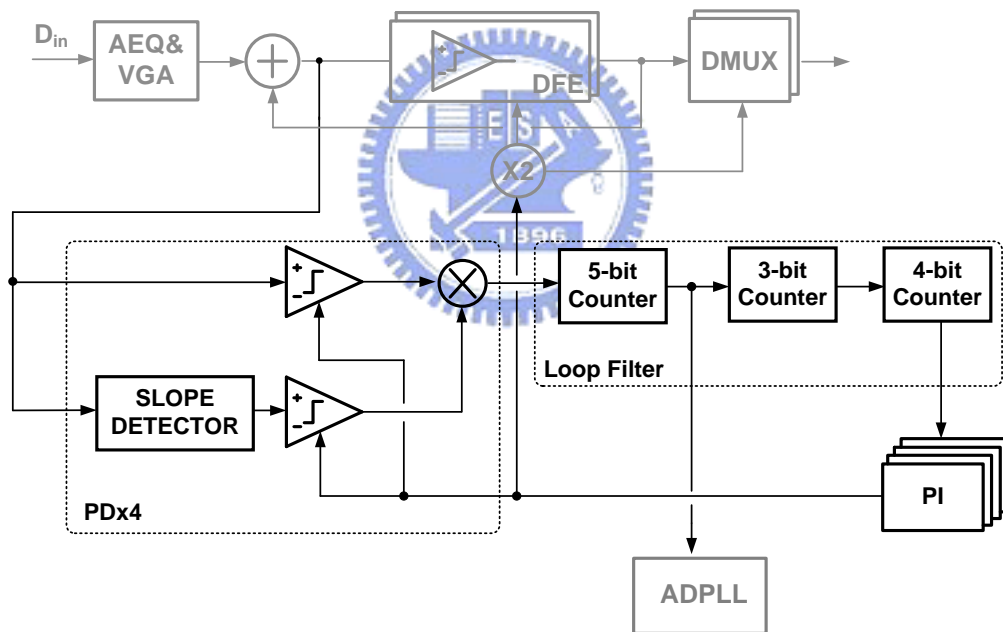 Din
AEQ&
VGA
DFE
DMUX
E S A
X2
1896
5-bit
Counter
3-bit
Counter
4-bit
Counter
Loop Filter
SLOPE
DETECTOR
PDx4
PI
ADPLL